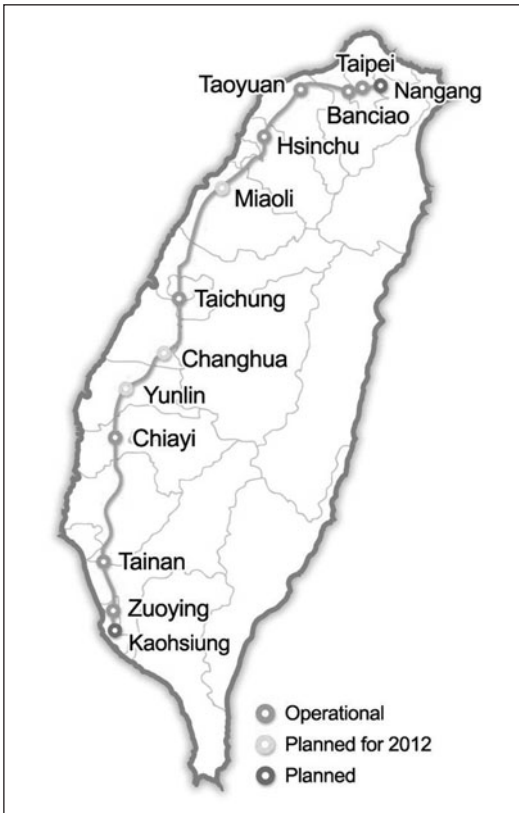 Taipei
Taoyuan
Nangang
Banciao
Hsinchu
Miaoli
Taichung
Changhua
Yunlin
Chiayi
Tainan
Zuoying
Kaohsiung
Operational
Planned for 2012
Planned